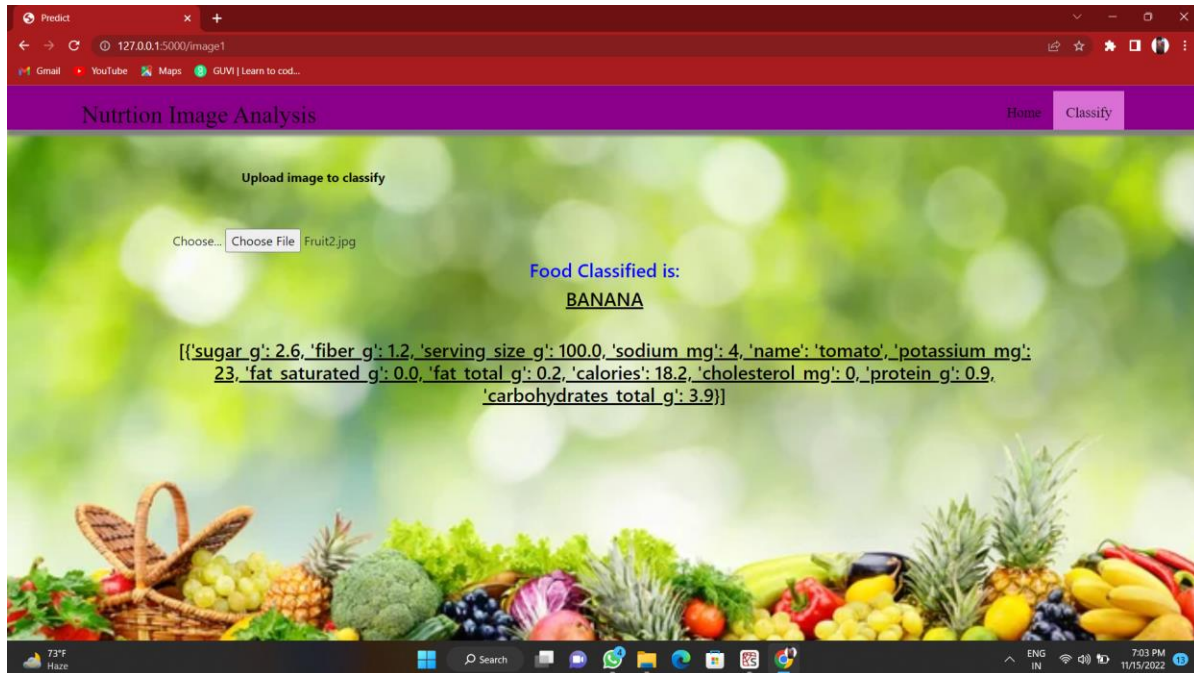 Predict
127.0.0.1:5000/image1
Gmail YouTube Maps GUVI | Learn to cod...
Nutrtion Image Analysis Home Classify
Upload image to classify
Choose... Choose File Fruit2.jpg
Food Classified is:
BANANA
[{'sugar_g': 2.6, 'fiber_g': 1.2, 'serving_size_g': 100.0, 'sodium_mg': 4, 'name': 'tomato', 'potassium_mg':
23, 'fat_saturated_g': 0.0, 'fat_total_g': 0.2, 'calories': 18.2, 'cholesterol_mg': 0, 'protein_g': 0.9,
'carbohydrates_total_g': 3.9}]
73°F
Haze
Search
ENG
IN
7:03 PM
11/15/2022
13